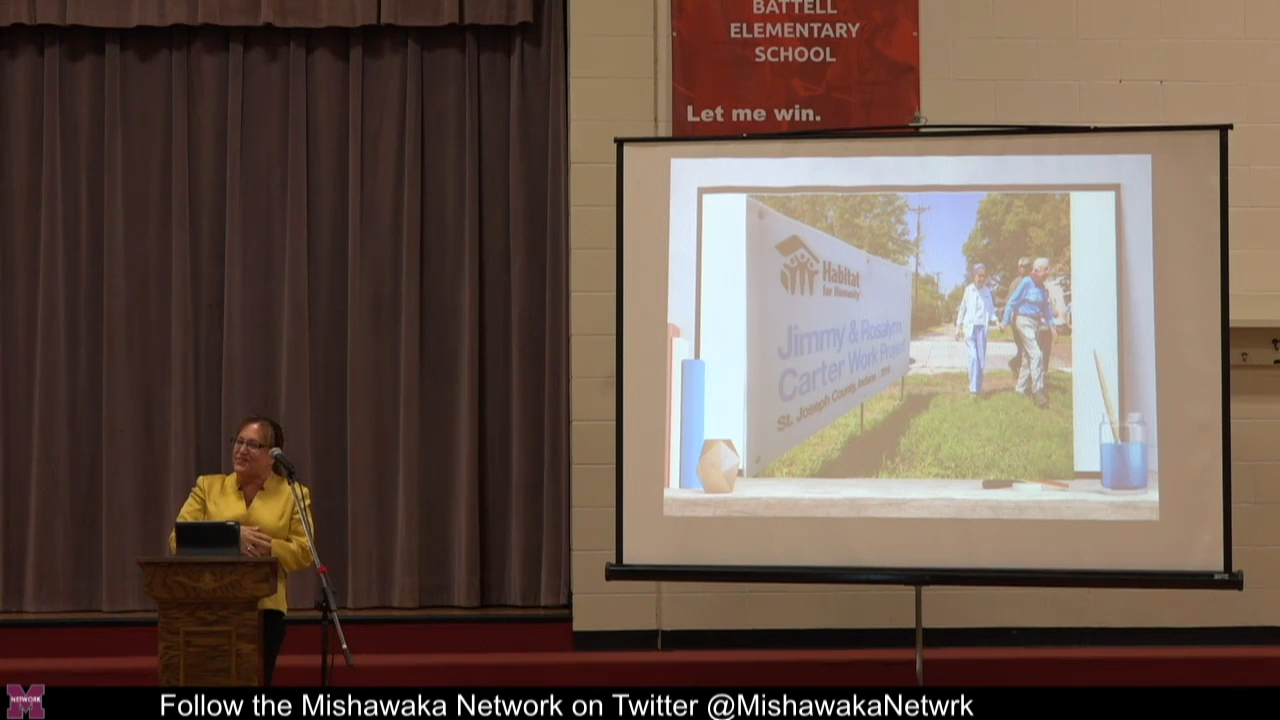 BATTELL
ELEMENTARY
SCHOOL
Let me win.
Habitat
for Humanity
Jimmy & Rosalynn
Carter Work Project
St. Joseph County, Indiana
NETWORK
Follow the Mishawaka Network on Twitter @MishawakaNetwrk